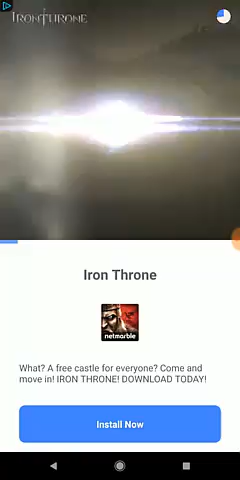 IRONTHRONE
Iron Throne
netmarble
What? A free castle for everyone? Come and
move in! IRON THRONE! DOWNLOAD TODAY!
Install Now